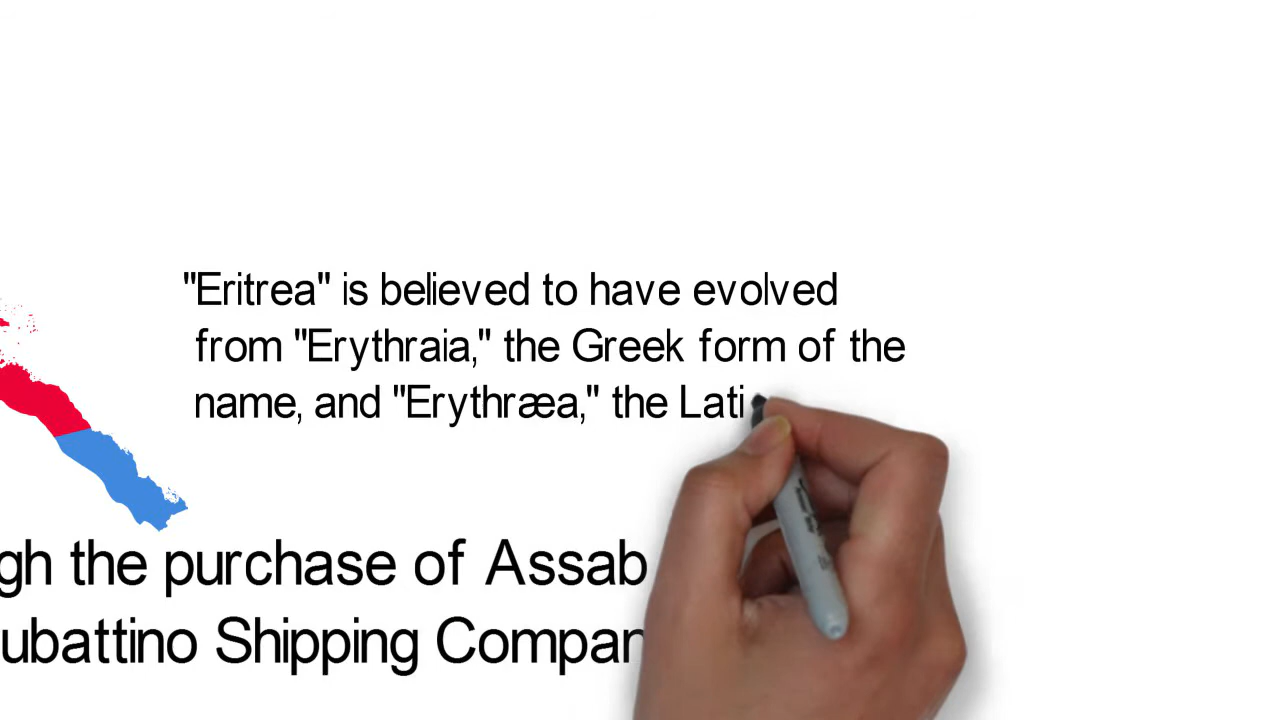 "Eritrea" is believed to have evolved
from "Erythraia," the Greek form of the
name, and "Erythræa," the Lati
gh the purchase of Assab
ubattino Shipping Compan